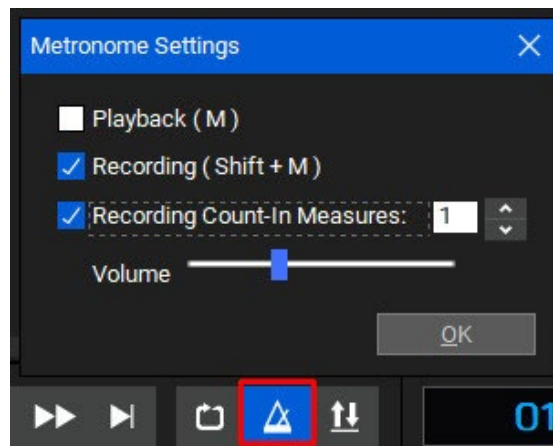 Metronome Settings
Playback ( M )
Recording ( Shift + M )
Recording Count-In Measures: 1
Volume
OK
01